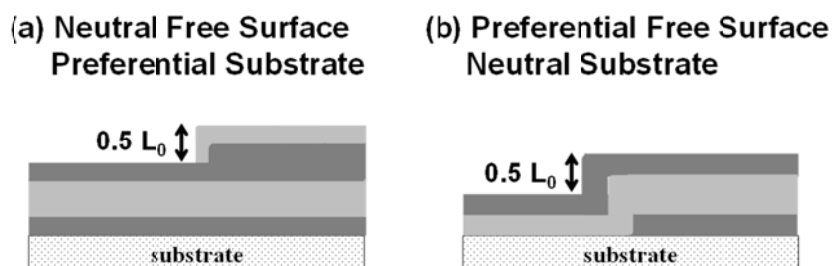 (a) Neutral Free Surface
Preferential Substrate
0.5 L₀
substrate
(b) Preferential Free Surface
Neutral Substrate
0.5 L₀
substrate